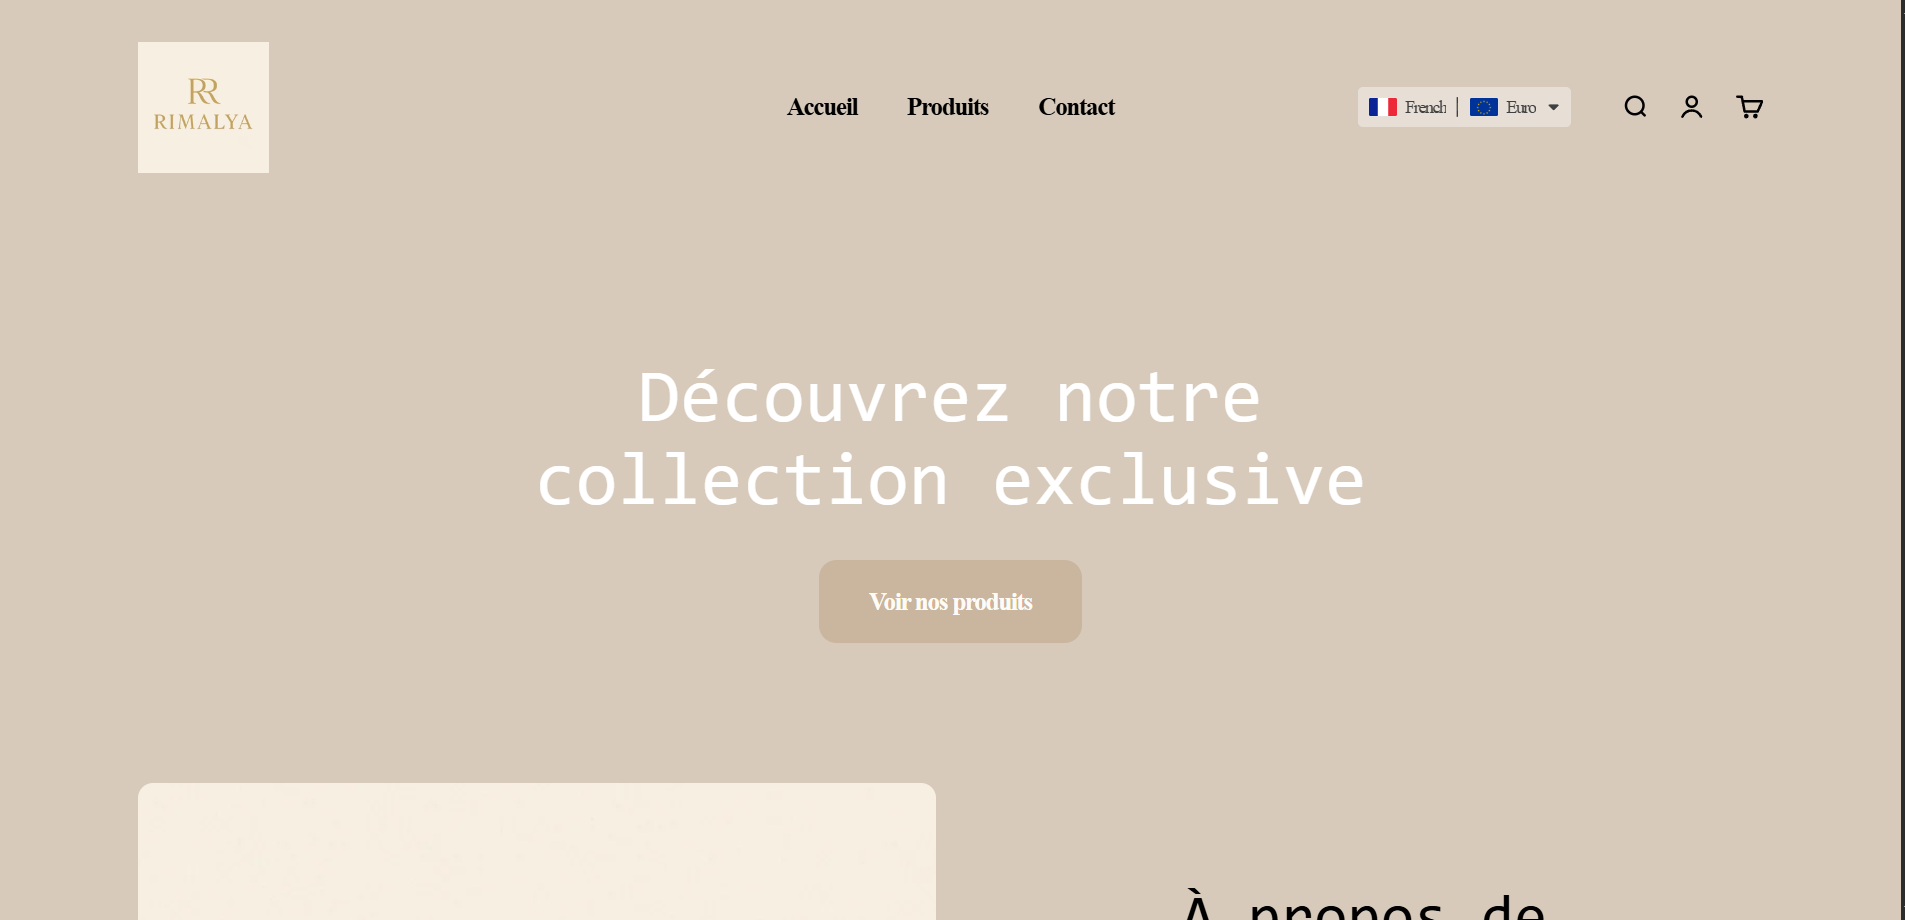 RR
RIMALYA
Accueil Produits Contact
French | Euro
Découvrez notre
collection exclusive
Voir nos produits
À propos de